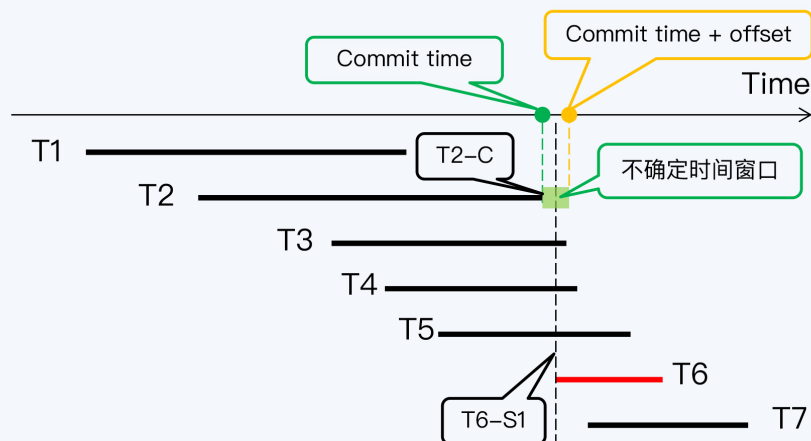 Commit time + offset
Commit time
Time
T1
T2-C
不确定时间窗口
T2
T3
T4
T5
T6
T6-S1
T7